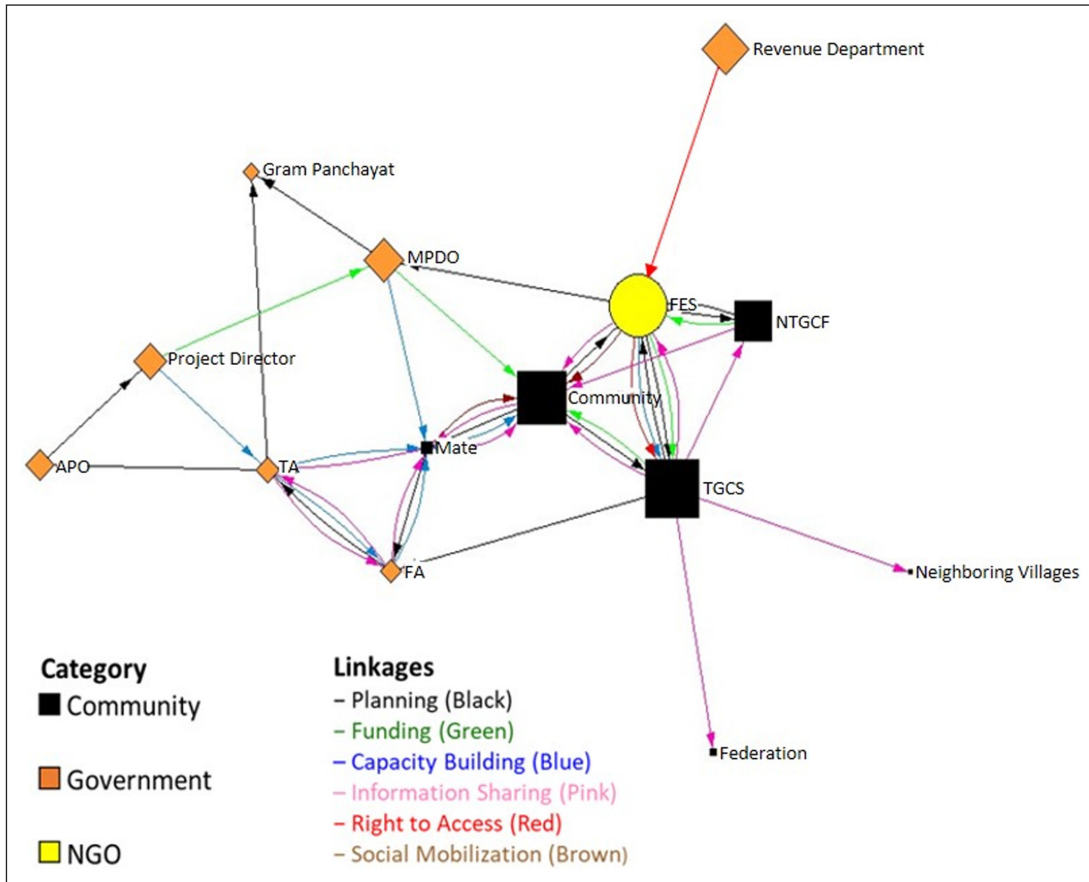 Revenue Department
Gram Panchayat
MPDO
FES
NTGCF
Project Director
Community
Mate
APO
TA
TGCS
FA
Neighboring Villages
Federation
Category
Community
Government
NGO
Linkages
– Planning (Black)
– Funding (Green)
– Capacity Building (Blue)
– Information Sharing (Pink)
– Right to Access (Red)
– Social Mobilization (Brown)